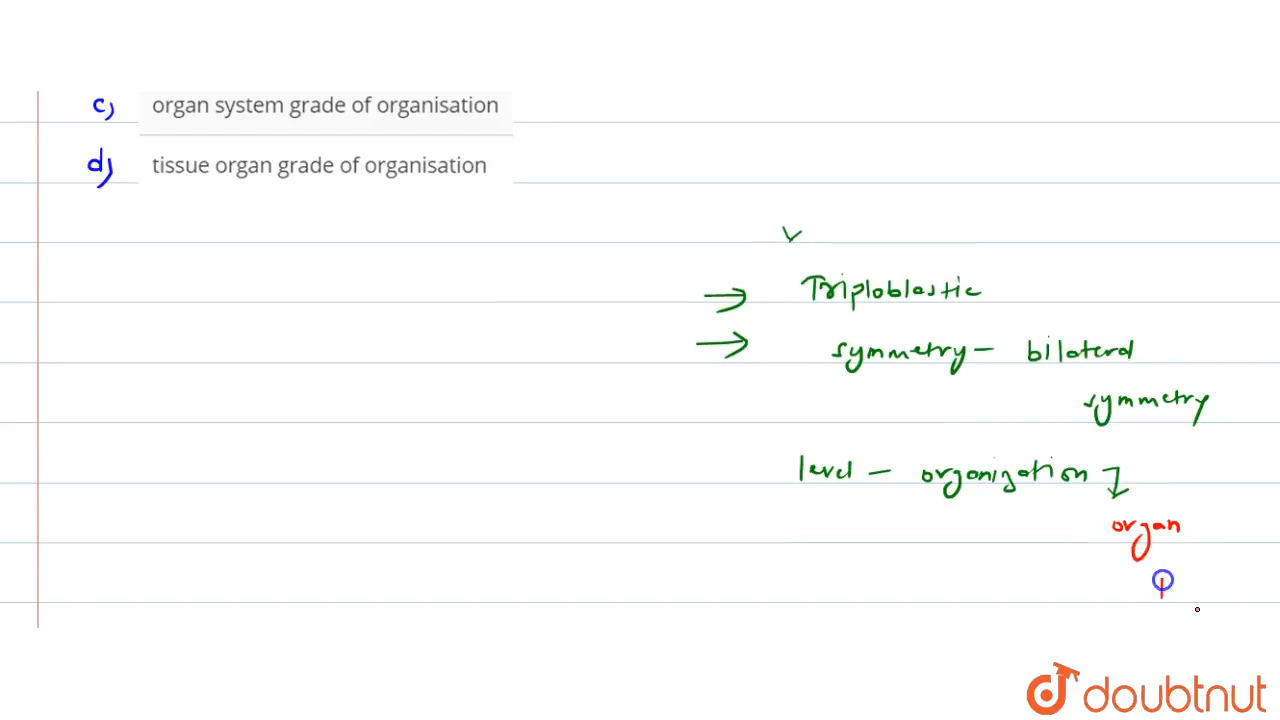 c) organ system grade of organisation
d) tissue organ grade of organisation
→ Triploblastic
→ symmetry - bilateral
symmetry
level - organization
organ
doubtnut